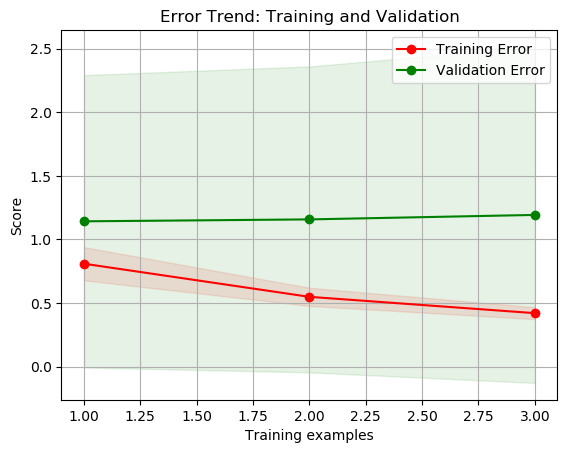 Error Trend: Training and Validation
Training Error
Validation Error
2.5
2.0
1.5
1.0
0.5
0.0
Score
1.00 1.25 1.50 1.75 2.00 2.25 2.50 2.75 3.00
Training examples